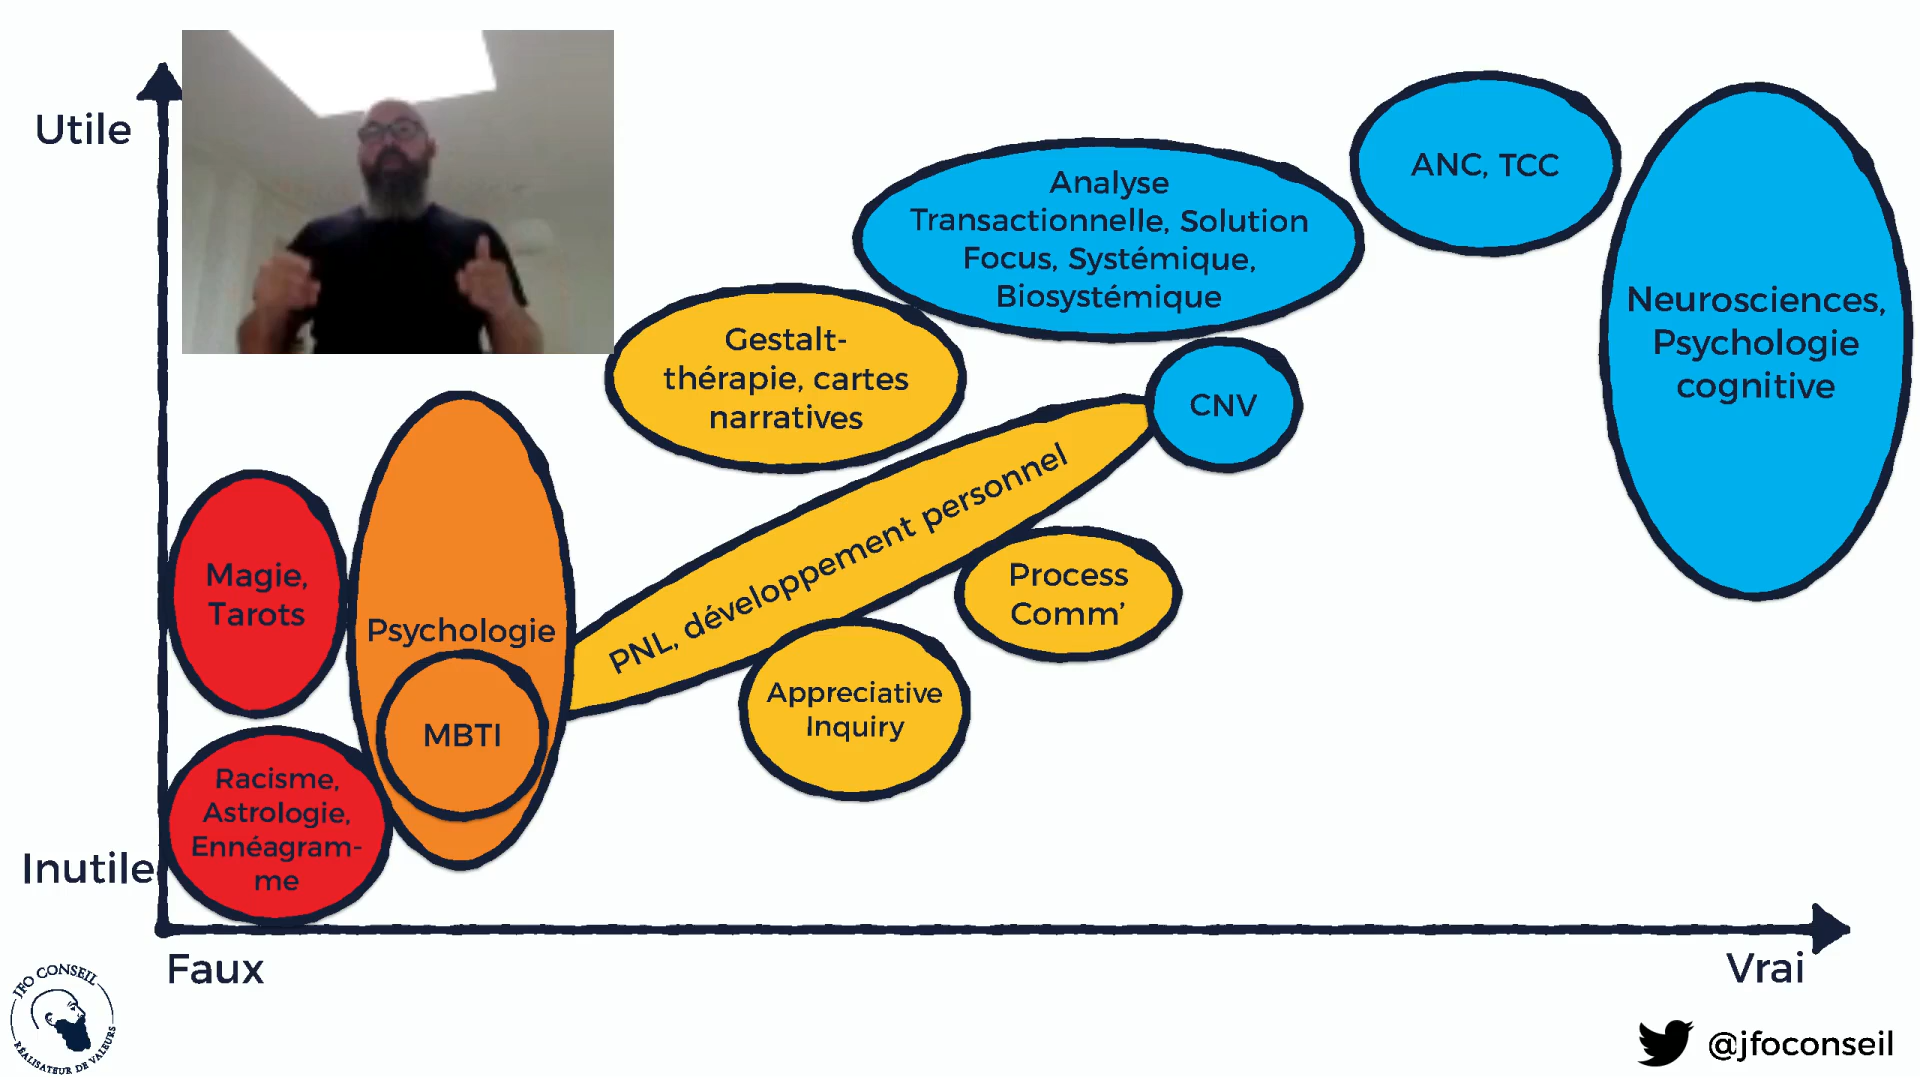 Utile
ANC, TCC
Analyse
Transactionnelle, Solution
Focus, Systémique,
Biosystémique
Neurosciences,
Psychologie
cognitive
Gestalt-
thérapie, cartes
narratives
CNV
PNL, développement personnel
Magie,
Tarots
Psychologie
Process
Comm’
Appreciative
Inquiry
MBTI
Racisme,
Astrologie,
Ennéagram-
me
Inutile
Faux
Vrai
JFO CONSEIL
RÉALISATEUR DE VALEURS
@jfoconseil